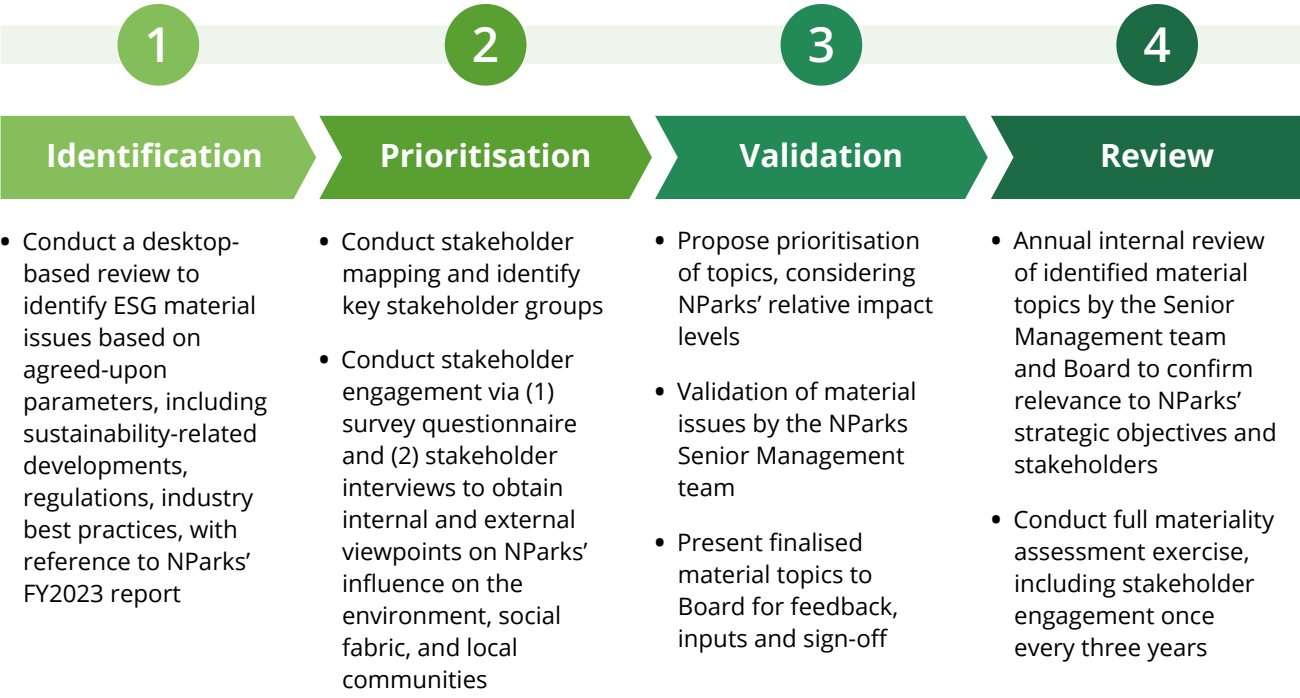 1
2
3
4
Identification
Prioritisation
Validation
Review
• Conduct a desktop-
based review to
identify ESG material
issues based on
agreed-upon
parameters, including
sustainability-related
developments,
regulations, industry
best practices, with
reference to NParks’
FY2023 report
• Conduct stakeholder
mapping and identify
key stakeholder groups
• Conduct stakeholder
engagement via (1)
survey questionnaire
and (2) stakeholder
interviews to obtain
internal and external
viewpoints on NParks’
influence on the
environment, social
fabric, and local
communities
• Propose prioritisation
of topics, considering
NParks’ relative impact
levels
• Validation of material
issues by the NParks
Senior Management
team
• Present finalised
material topics to
Board for feedback,
inputs and sign-off
• Annual internal review
of identified material
topics by the Senior
Management team
and Board to confirm
relevance to NParks’
strategic objectives and
stakeholders
• Conduct full materiality
assessment exercise,
including stakeholder
engagement once
every three years